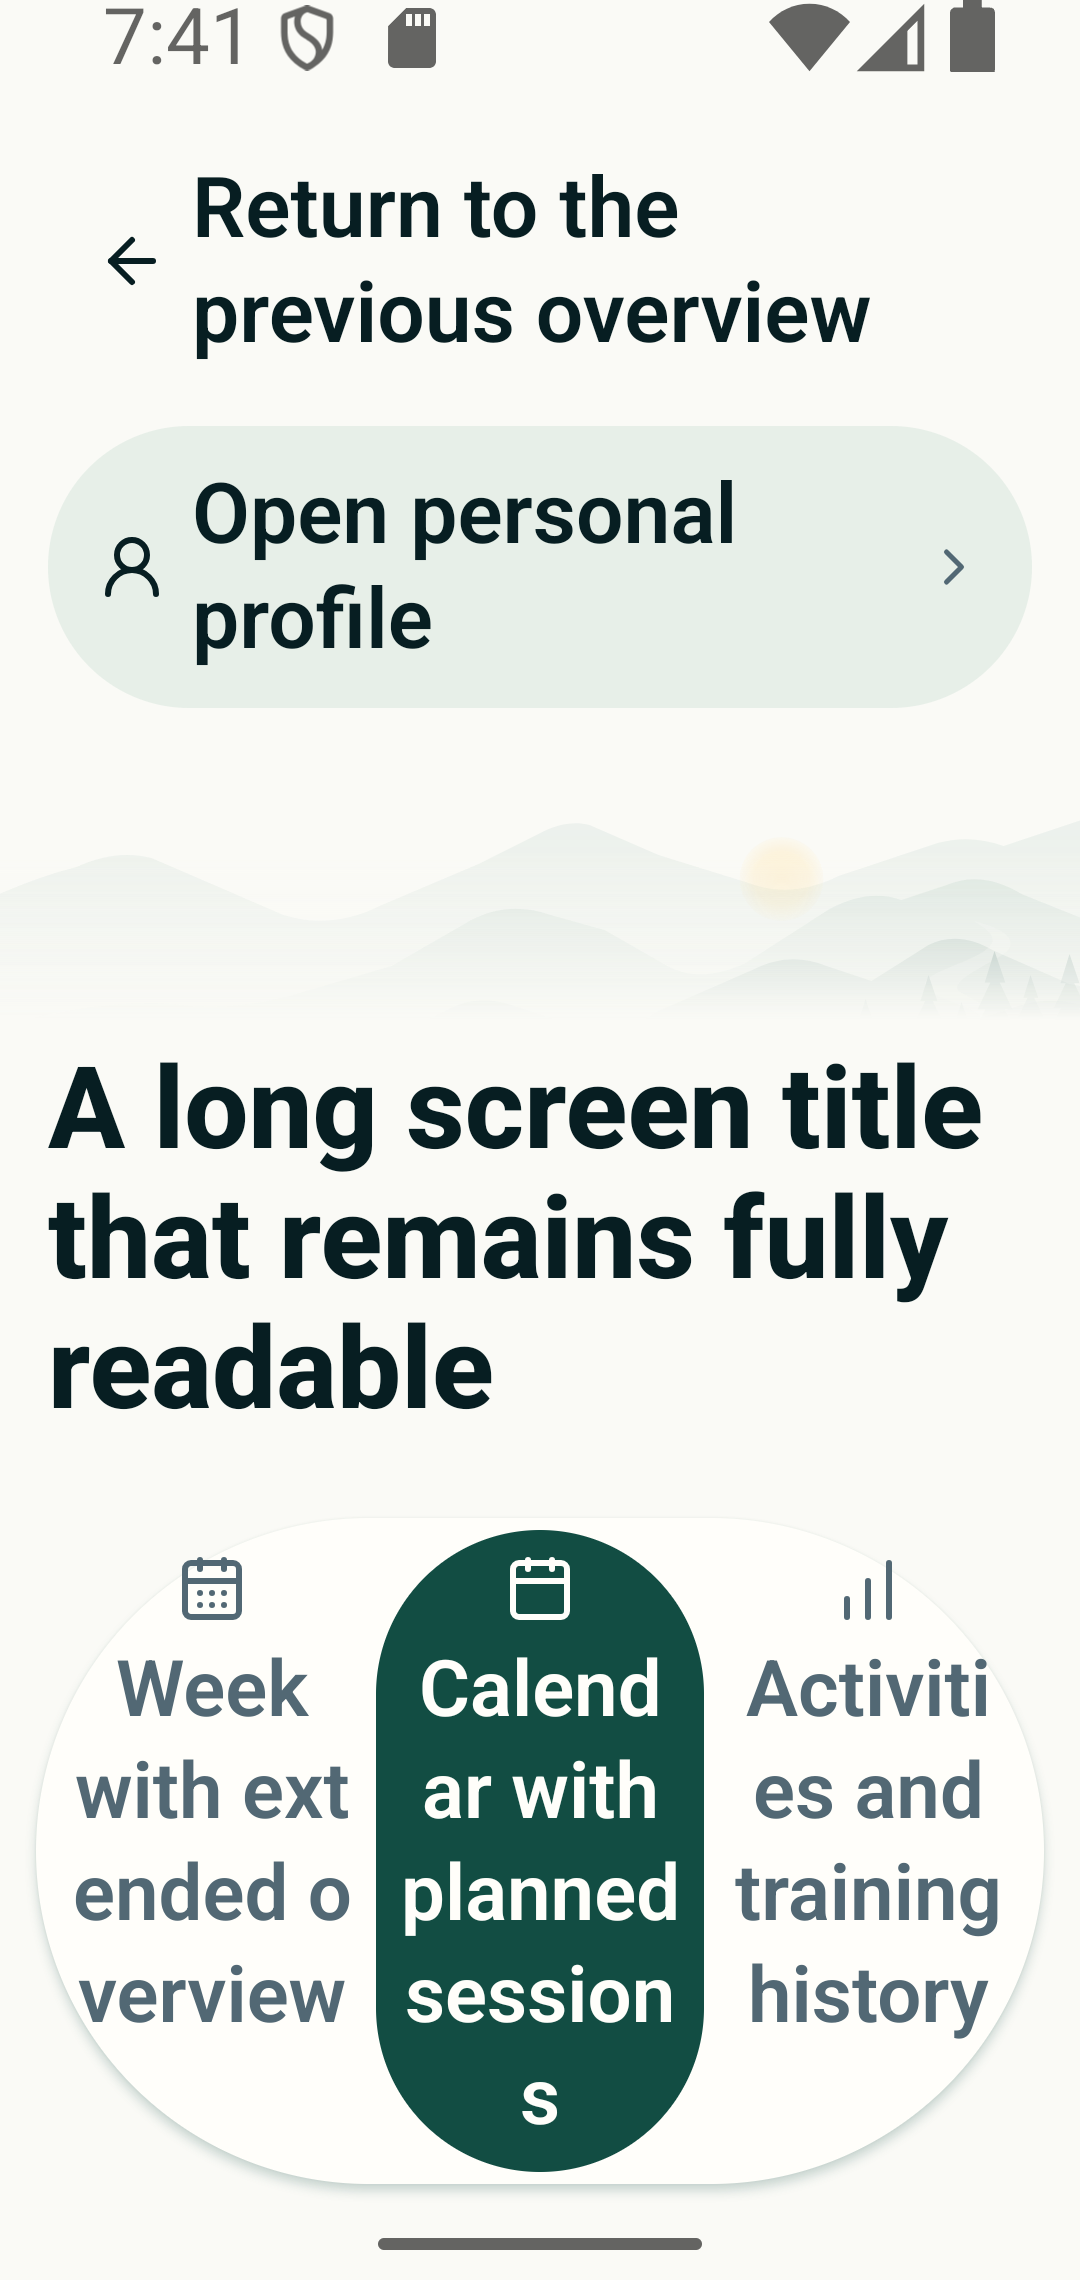 7:41
Return to the
previous overview
Open personal
profile
A long screen title
that remains fully
readable
Week
with ext
ended o
verview
Calend
ar with
planned
session
s
Activiti
es and
training
history